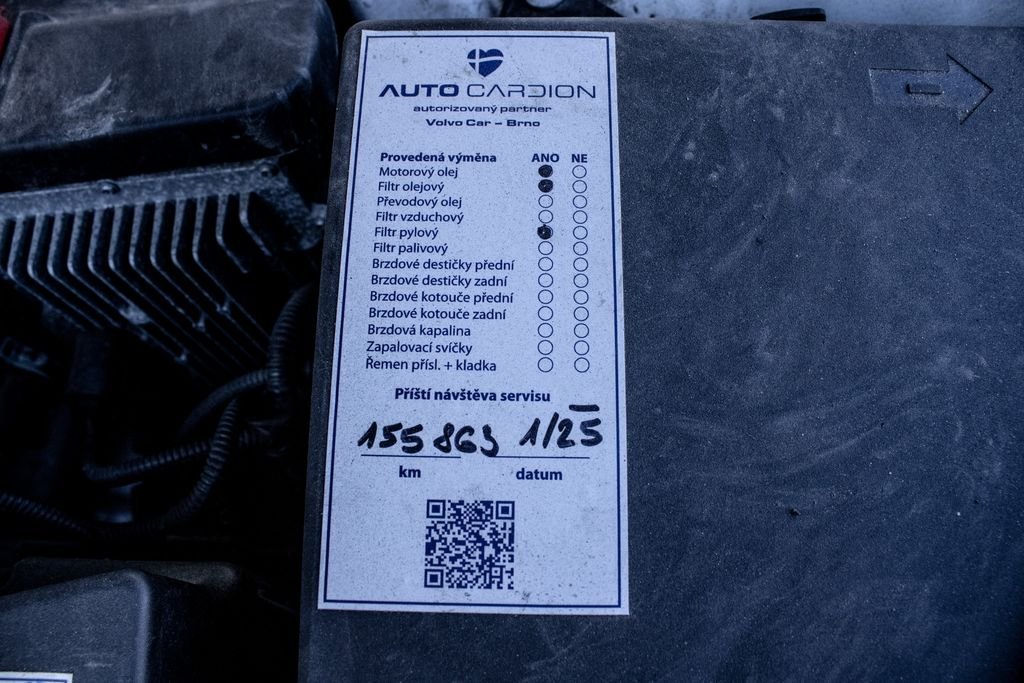 AUTO CARDION
autorizovaný partner
Volvo Car – Brno
Provedená výměna ANO NE
Motorový olej
Filtr olejový
Převodový olej
Filtr vzduchový
Filtr pylový
Filtr palivový
Brzdové destičky přední
Brzdové destičky zadní
Brzdové kotouče přední
Brzdové kotouče zadní
Brzdová kapalina
Zapalovací svíčky
Řemen přísl. + kladka
Příští návštěva servisu
155 863 1/25
km datum